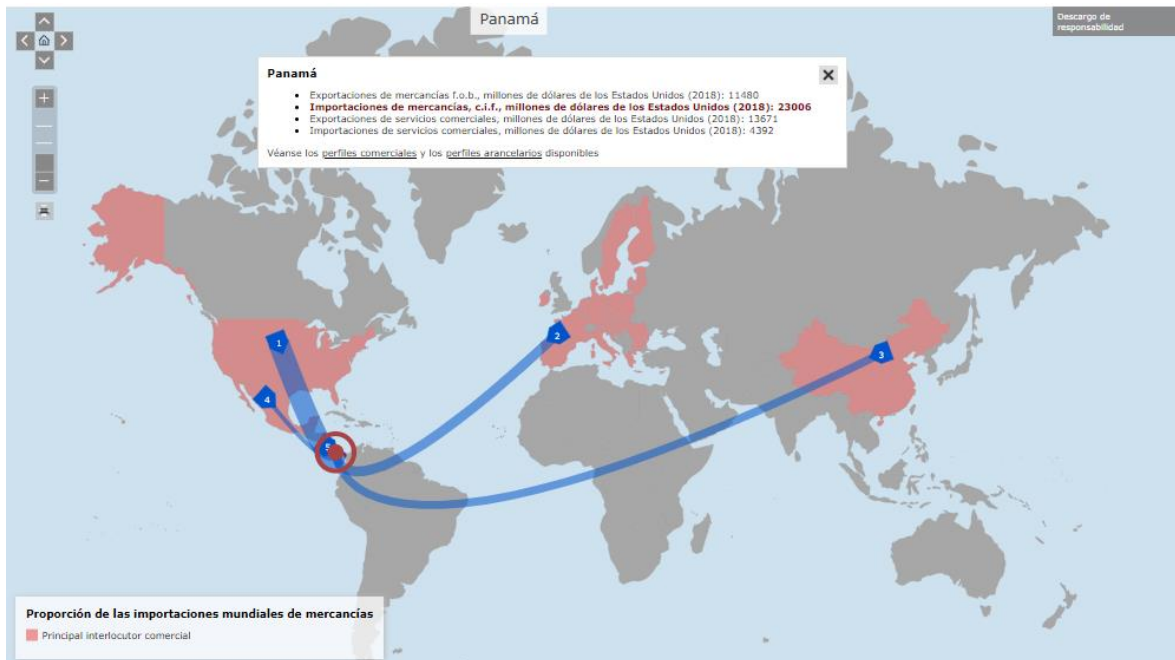 Panamá
Descargo de
responsabilidad
Panamá
Exportaciones de mercancías f.o.b., millones de dólares de los Estados Unidos (2018): 11480
Importaciones de mercancías, c.i.f., millones de dólares de los Estados Unidos (2018): 23006
Exportaciones de servicios comerciales, millones de dólares de los Estados Unidos (2018): 13671
Importaciones de servicios comerciales, millones de dólares de los Estados Unidos (2018): 4392
Véanse los perfiles comerciales y los perfiles arancelarios disponibles
1
2
3
4
5
Proporción de las importaciones mundiales de mercancías
Principal interlocutor comercial